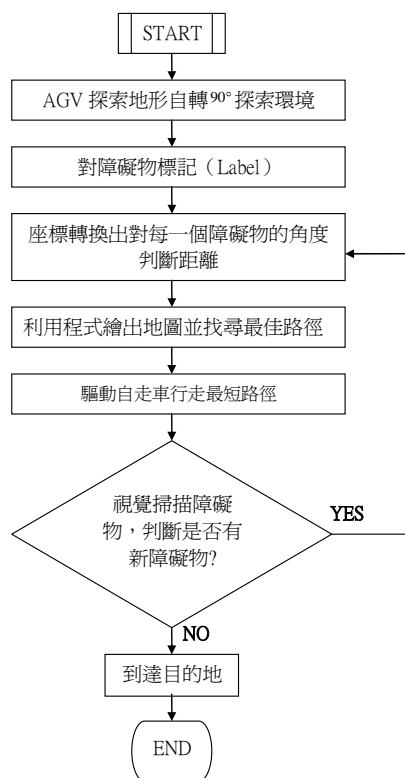 START
AGV 探索地形自轉90°探索環境
對障礙物標記（Label）
座標轉換出對每一個障礙物的角度
判斷距離
利用程式繪出地圖並找尋最佳路徑
驅動自走車行走最短路徑
視覺掃描障礙
物，判斷是否有
新障礙物?
YES
NO
到達目的地
END